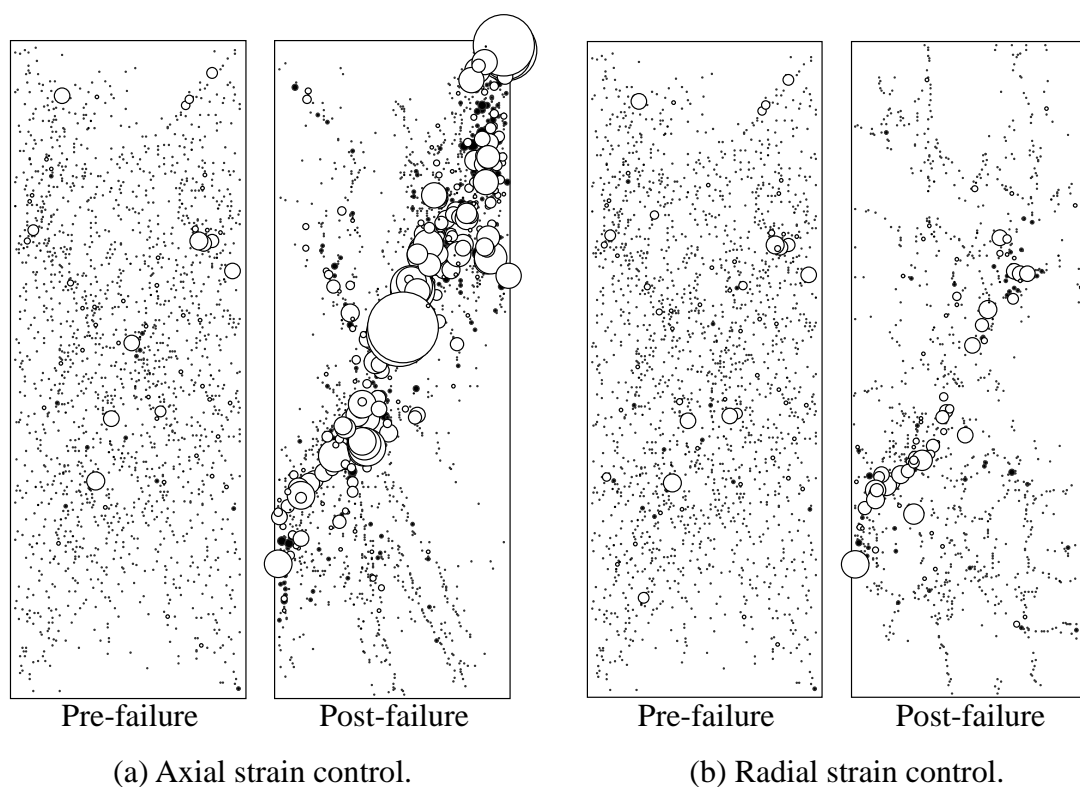 Pre-failure
Post-failure
Pre-failure
Post-failure
(a) Axial strain control.
(b) Radial strain control.